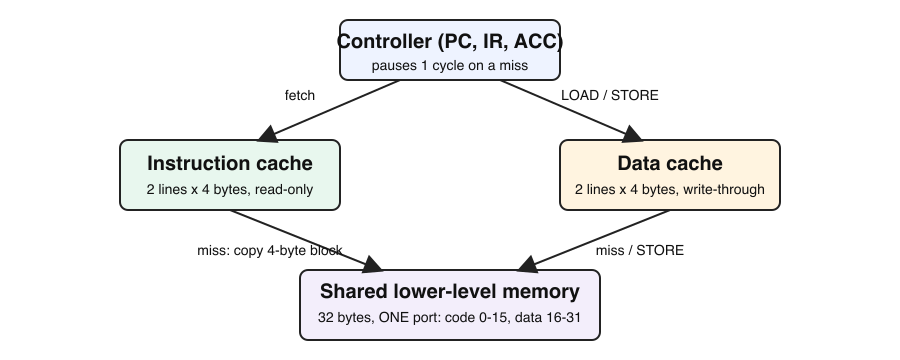 Controller (PC, IR, ACC)
pauses 1 cycle on a miss
fetch
LOAD / STORE
Instruction cache
2 lines x 4 bytes, read-only
Data cache
2 lines x 4 bytes, write-through
miss: copy 4-byte block
miss / STORE
Shared lower-level memory
32 bytes, ONE port: code 0-15, data 16-31